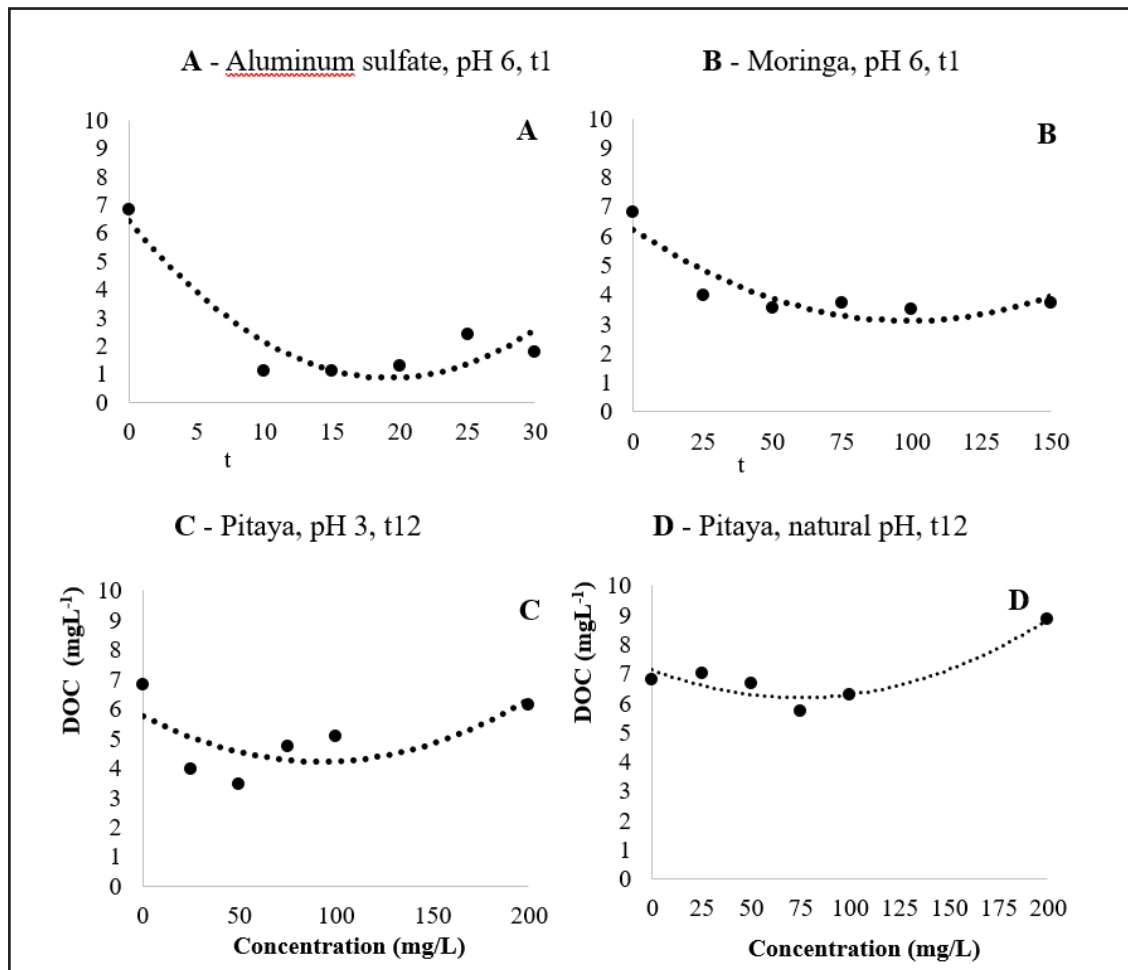 A - Aluminum sulfate, pH 6, t1
B - Moringa, pH 6, t1
A
10
9
8
7
6
5
4
3
2
1
0
0 5 10 15 20 25 30
t
B
10
9
8
7
6
5
4
3
2
1
0
0 25 50 75 100 125 150
t
C - Pitaya, pH 3, t12
D - Pitaya, natural pH, t12
C
DOC (mgL⁻¹)
10
9
8
7
6
5
4
3
2
1
0
0 50 100 150 200
Concentration (mg/L)
D
DOC (mgL⁻¹)
10
9
8
7
6
5
4
3
2
1
0
0 25 50 75 100 125 150 175 200
Concentration (mg/L)